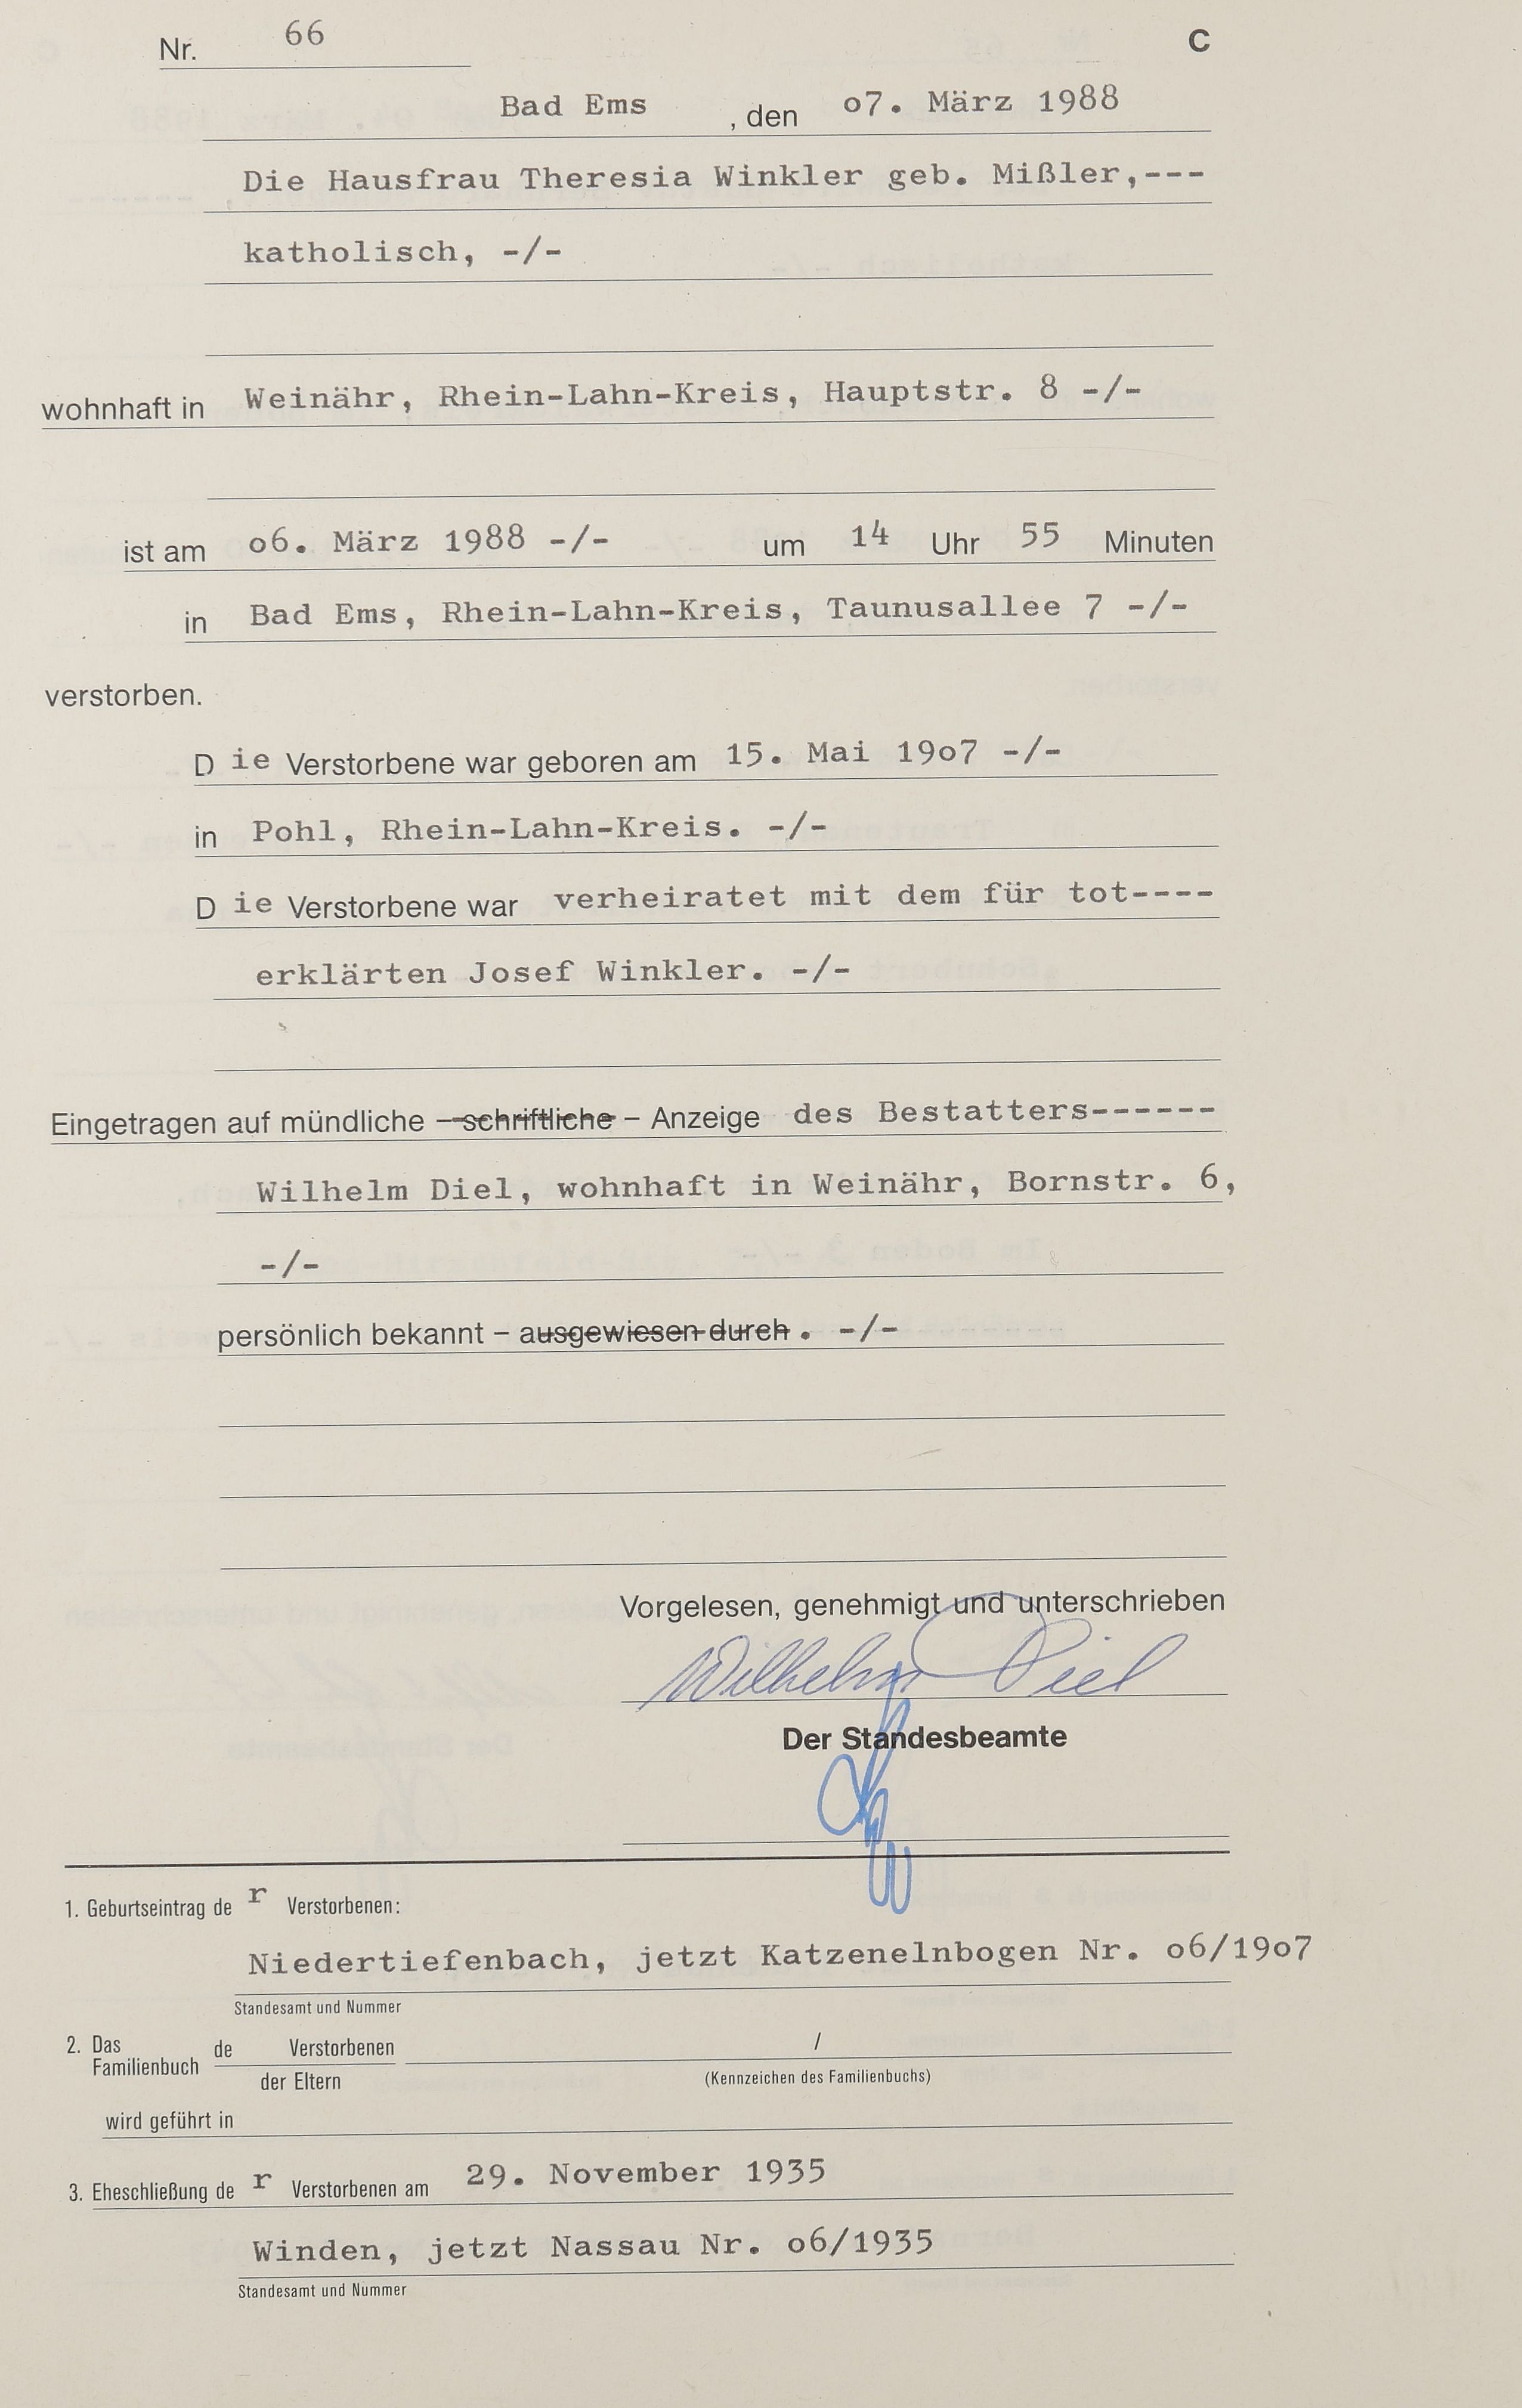 Nr. 66 C
Bad Ems , den o7. März 1988
Die Hausfrau Theresia Winkler geb. Mißler,---
katholisch, -/-
wohnhaft in Weinähr, Rhein-Lahn-Kreis, Hauptstr. 8 -/-
ist am o6. März 1988 -/- um 14 Uhr 55 Minuten
in Bad Ems, Rhein-Lahn-Kreis, Taunusallee 7 -/-
verstorben.
D ie Verstorbene war geboren am 15. Mai 19o7 -/-
in Pohl, Rhein-Lahn-Kreis. -/-
D ie Verstorbene war verheiratet mit dem für tot----
erklärten Josef Winkler. -/-
Eingetragen auf mündliche – schriftliche – Anzeige des Bestatters------
Wilhelm Diel, wohnhaft in Weinähr, Bornstr. 6,
-/-
persönlich bekannt – ausgewiesen durch . -/-
Vorgelesen, genehmigt und unterschrieben
Wilhelm Diel
Der Standesbeamte
1. Geburtseintrag de r Verstorbenen:
Niedertiefenbach, jetzt Katzenelnbogen Nr. o6/19o7
Standesamt und Nummer
2. Das Familienbuch de Verstorbenen /
der Eltern (Kennzeichen des Familienbuchs)
wird geführt in
3. Eheschließung de r Verstorbenen am 29. November 1935
Winden, jetzt Nassau Nr. o6/1935
Standesamt und Nummer